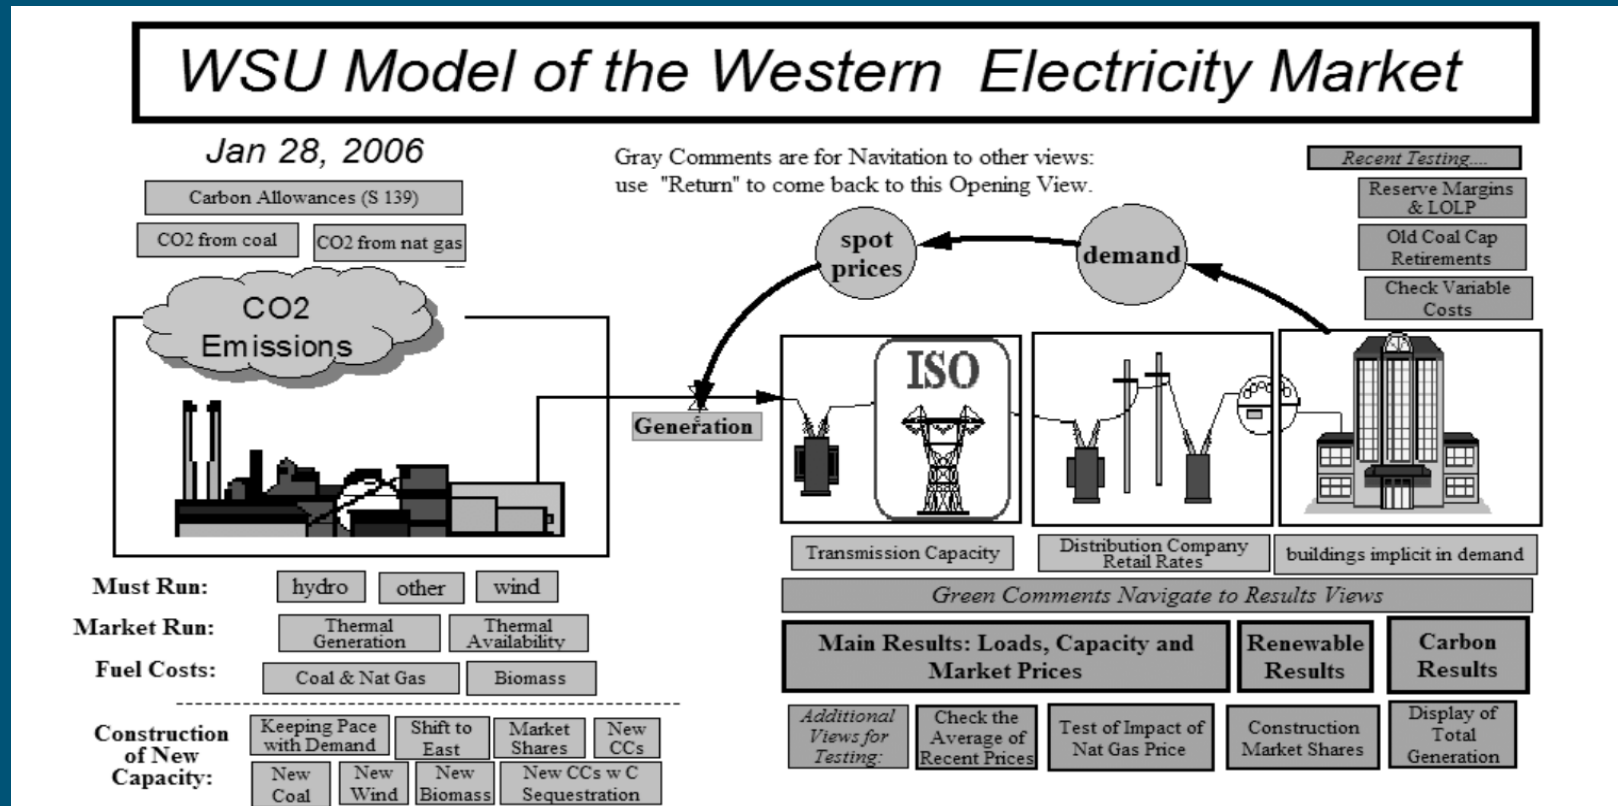 WSU Model of the Western Electricity Market
Jan 28, 2006
Carbon Allowances (S 139)
CO2 from coal
CO2 from nat gas
Gray Comments are for Navitation to other views:
use "Return" to come back to this Opening View.
Recent Testing....
Reserve Margins
& LOLP
Old Coal Cap
Retirements
Check Variable
Costs
CO2
Emissions
spot
prices
demand
ISO
Generation
Transmission Capacity
Distribution Company
Retail Rates
buildings implicit in demand
Must Run:
hydro
other
wind
Market Run:
Thermal
Generation
Thermal
Availability
Fuel Costs:
Coal & Nat Gas
Biomass
Construction
of New
Capacity:
Keeping Pace
with Demand
Shift to
East
Market
Shares
New
CCs
New
Coal
New
Wind
New
Biomass
New CCs w C
Sequestration
Green Comments Navigate to Results Views
Main Results: Loads, Capacity and
Market Prices
Renewable
Results
Carbon
Results
Additional
Views for
Testing:
Check the
Average of
Recent Prices
Test of Impact of
Nat Gas Price
Construction
Market Shares
Display of
Total
Generation